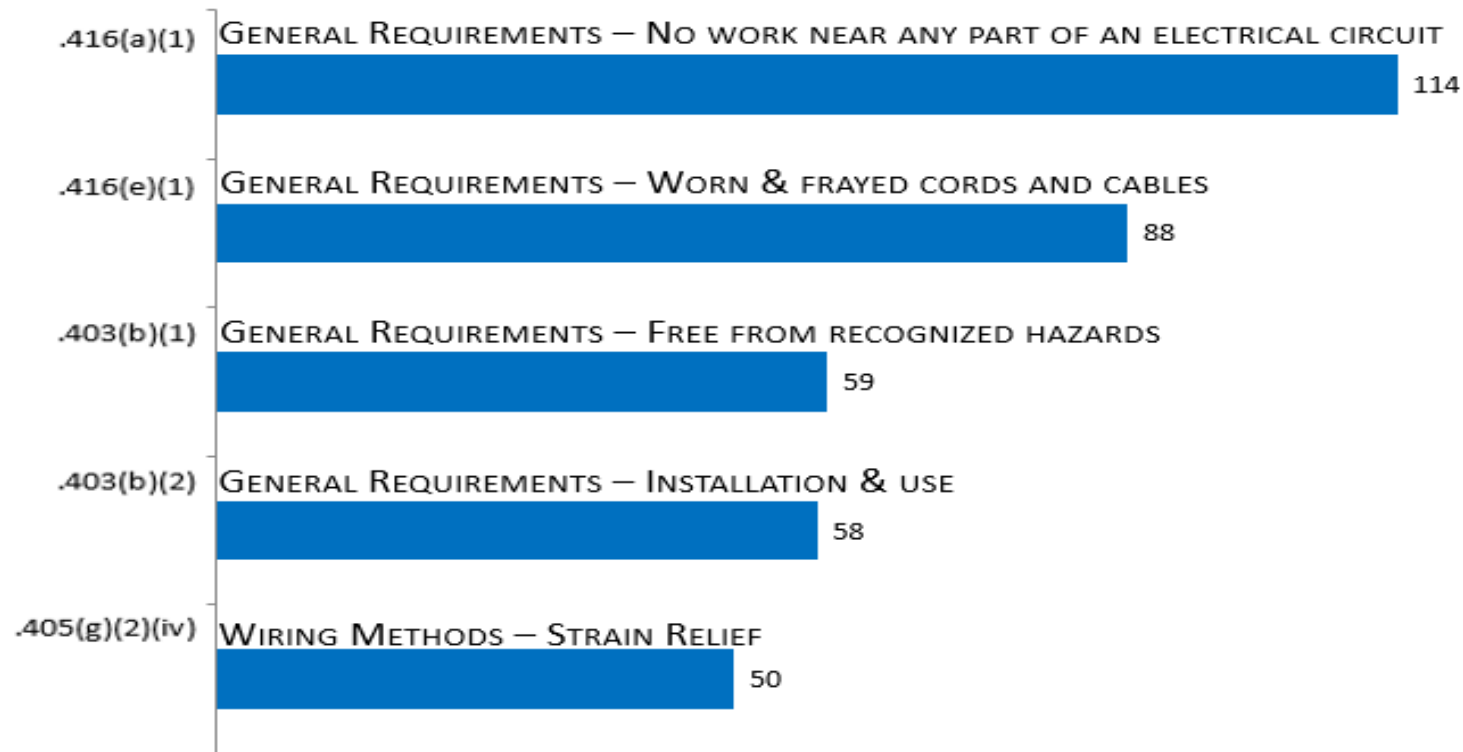 .416(a)(1) General Requirements – No work near any part of an electrical circuit
114
.416(e)(1) General Requirements – Worn & frayed cords and cables
88
.403(b)(1) General Requirements – Free from recognized hazards
59
.403(b)(2) General Requirements – Installation & use
58
.405(g)(2)(iv) Wiring Methods – Strain Relief
50